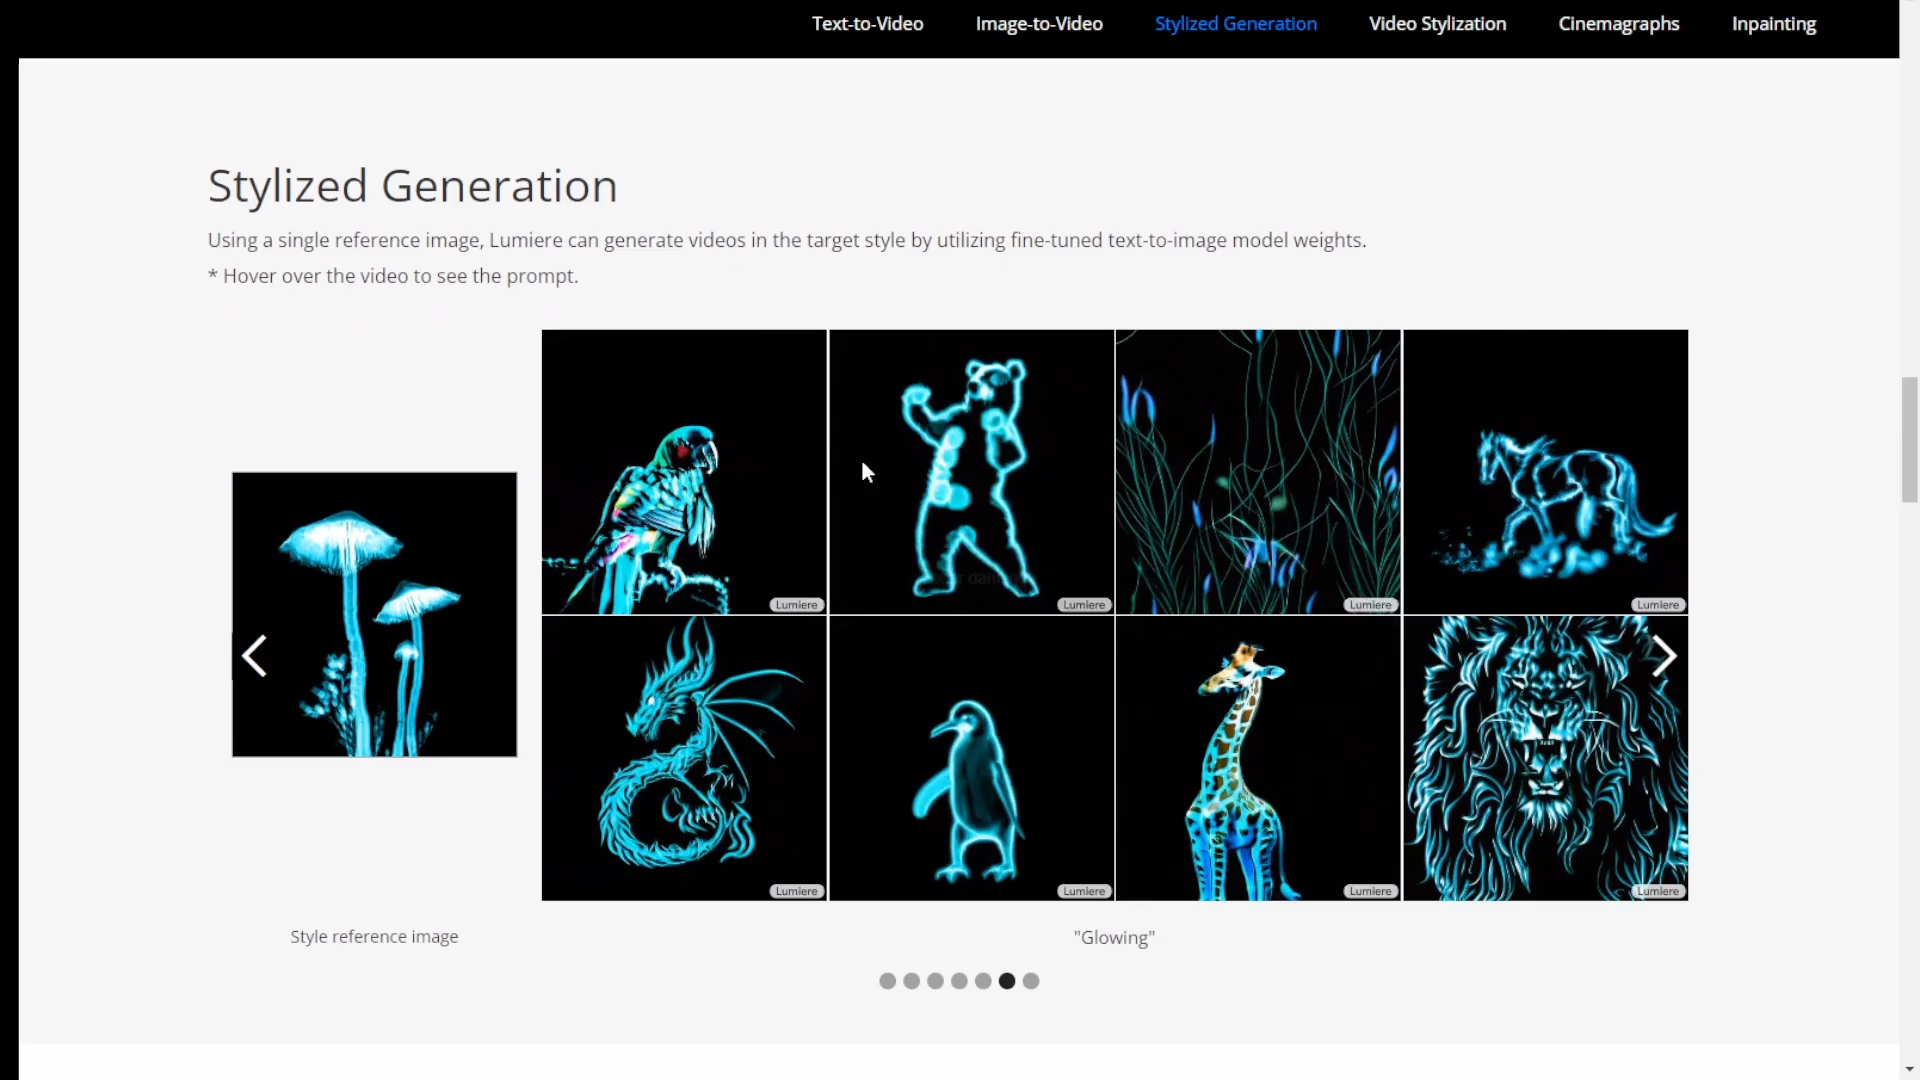 Text-to-Video
Image-to-Video
Stylized Generation
Video Stylization
Cinemagraphs
Inpainting
Stylized Generation
Using a single reference image, Lumiere can generate videos in the target style by utilizing fine-tuned text-to-image model weights.
* Hover over the video to see the prompt.
Lumiere
Lumiere
Lumiere
Lumiere
Lumiere
Lumiere
Lumiere
Lumiere
Style reference image
"Glowing"